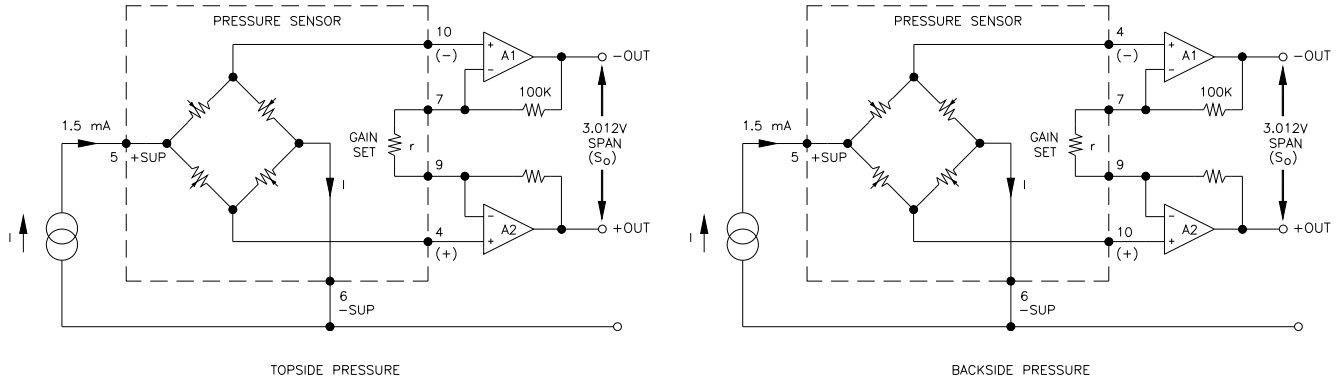 PRESSURE SENSOR
10
(−)
A1
+
−
−OUT
7
100K
1.5 mA
5
+SUP
GAIN
SET
r
3.012V
SPAN
(So)
9
I
−
A2
+
+OUT
4
(+)
I
6
−SUP
TOPSIDE PRESSURE
PRESSURE SENSOR
4
(−)
A1
+
−
−OUT
7
100K
1.5 mA
5
+SUP
GAIN
SET
r
3.012V
SPAN
(So)
9
I
−
A2
+
+OUT
10
(+)
I
6
−SUP
BACKSIDE PRESSURE